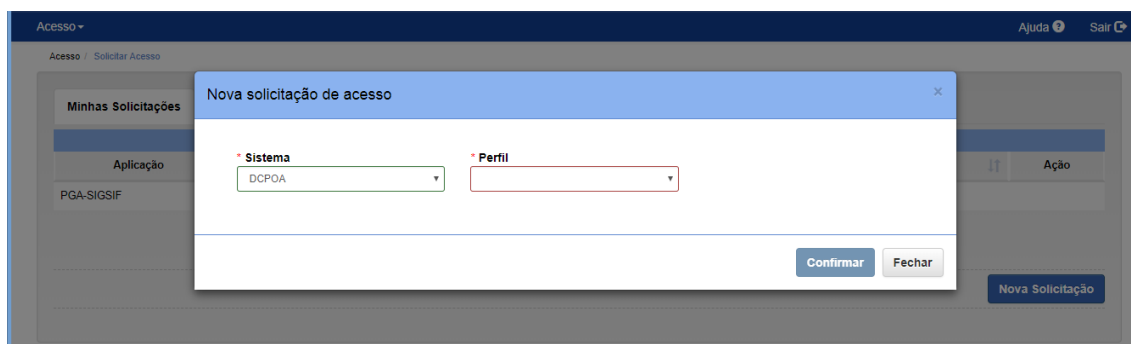 Acesso
Ajuda
Sair
Acesso / Solicitar Acesso
Nova solicitação de acesso
×
Minhas Solicitações
* Sistema
* Perfil
Aplicação
Ação
DCPOA
PGA-SIGSIF
Confirmar
Fechar
Nova Solicitação